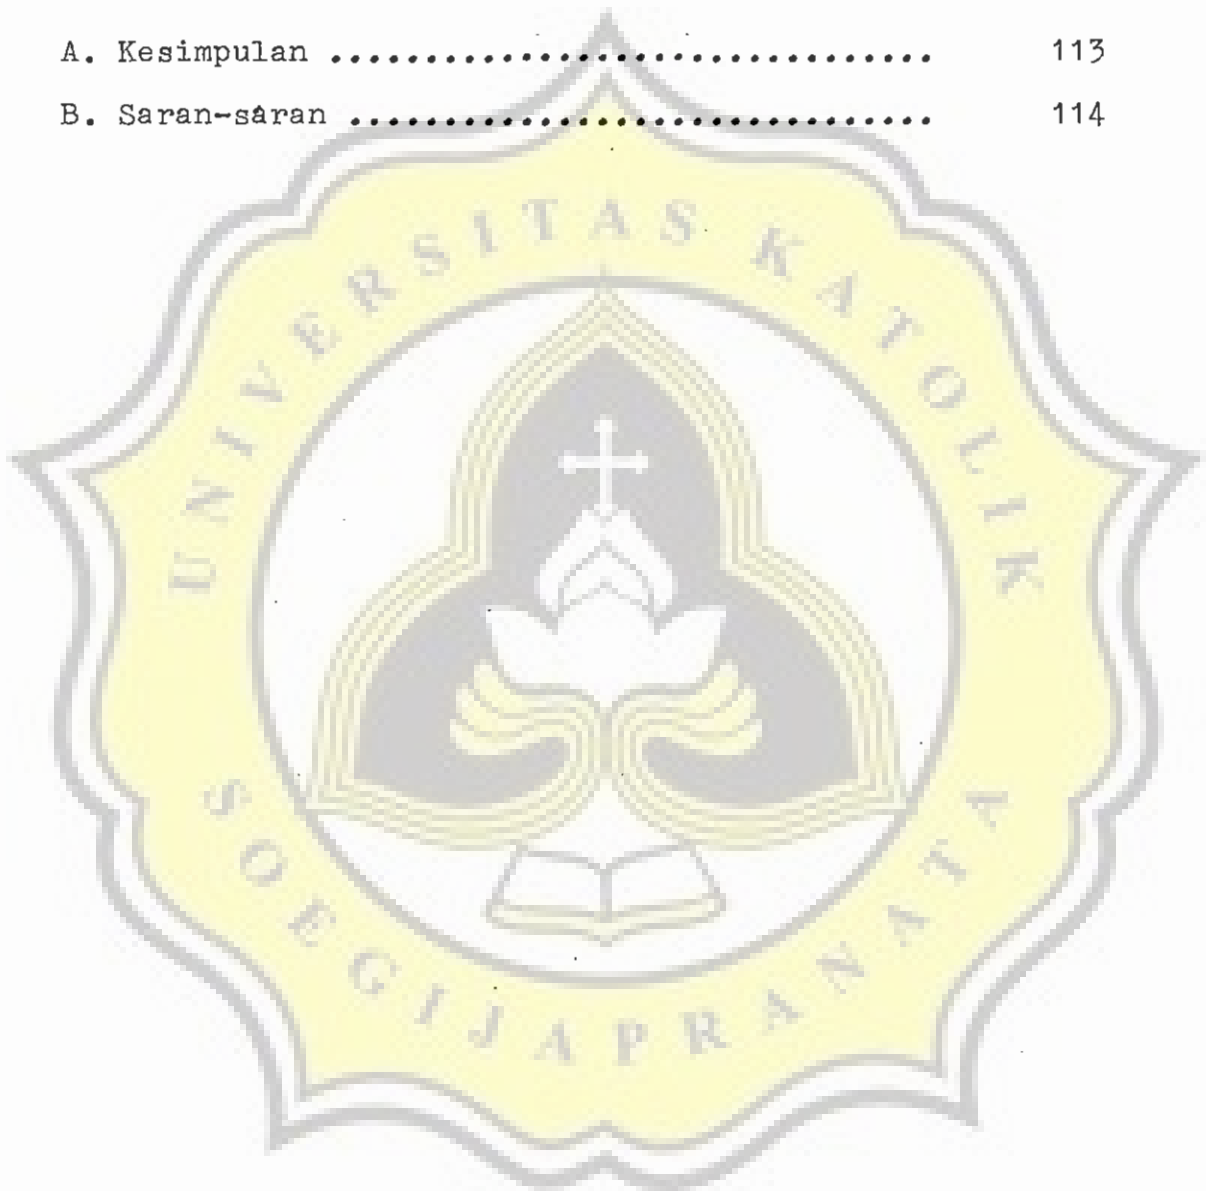 A. Kesimpulan ................................ 113
B. Saran-saran ............................... 114
UNIVERSITAS KATOLIK
SOEGIJAPRANATA